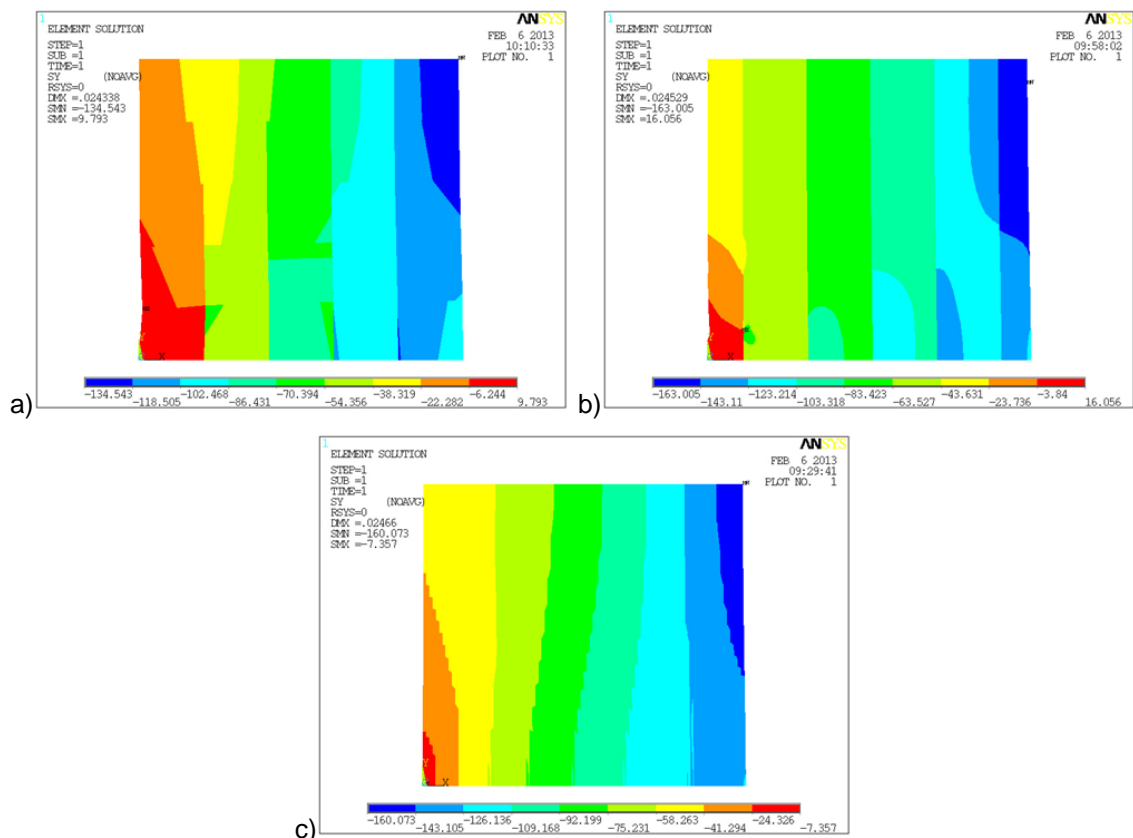 1
ANSYS
ELEMENT SOLUTION
FEB 6 2013
10:10:33
PLOT NO. 1
STEP=1
SUB =1
TIME=1
SY (NOAVG)
RSYS=0
DMX =.024338
SMN =-134.543
SMX =9.793
MX
MN
Y
X
-134.543 -102.468 -70.394 -38.319 -6.244
-118.505 -86.431 -54.356 -22.282 9.793
a)
1
ANSYS
ELEMENT SOLUTION
FEB 6 2013
09:58:02
PLOT NO. 1
STEP=1
SUB =1
TIME=1
SY (NOAVG)
RSYS=0
DMX =.024529
SMN =-163.005
SMX =16.056
Y
X
-163.005 -123.214 -83.423 -43.631 -3.84
-143.11 -103.318 -63.527 -23.736 16.056
b)
1
ANSYS
ELEMENT SOLUTION
FEB 6 2013
09:29:41
PLOT NO. 1
STEP=1
SUB =1
TIME=1
SY (NOAVG)
RSYS=0
DMX =.02466
SMN =-160.073
SMX =-7.357
Y
X
-160.073 -126.136 -92.199 -58.263 -24.326
-143.105 -109.168 -75.231 -41.294 -7.357
c)